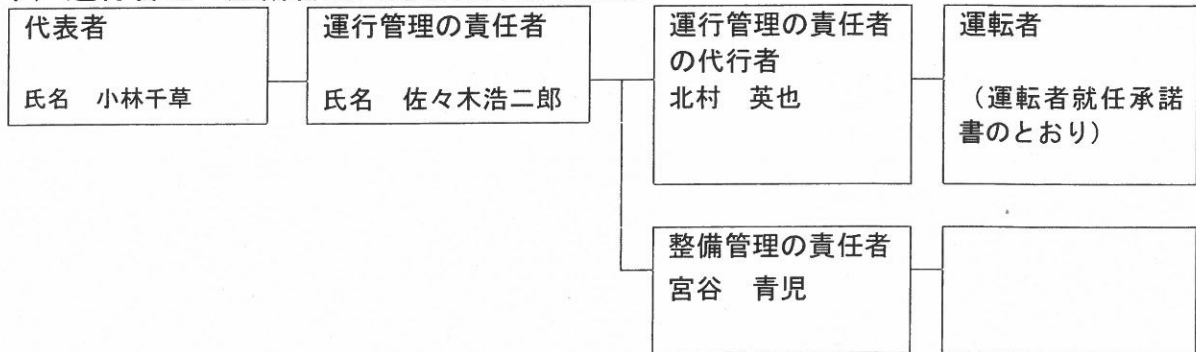 代表者
氏名　小林千草
運行管理の責任者
氏名　佐々木浩二郎
運行管理の責任者
の代行者
北村　英也
運転者
（運転者就任承諾
書のとおり）
整備管理の責任者
宮谷　青児